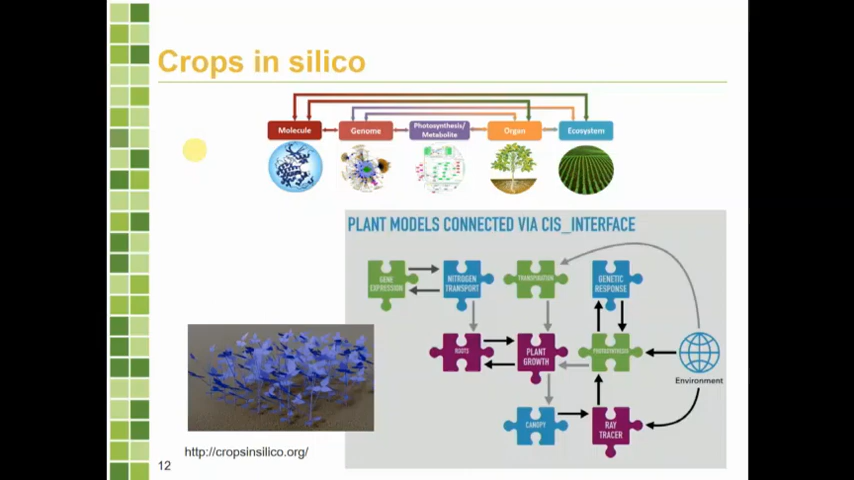 Crops in silico
Molecule
Genome
Photosynthesis/
Metabolite
Organ
Ecosystem
PLANT MODELS CONNECTED VIA CIS_INTERFACE
GENE
EXPRESSION
NITROGEN
TRANSPORT
TRANSPIRATION
GENETIC
RESPONSE
ROOTS
PLANT
GROWTH
PHOTOSYNTHESIS
Environment
CANOPY
RAY
TRACER
http://cropsinsilico.org/
12